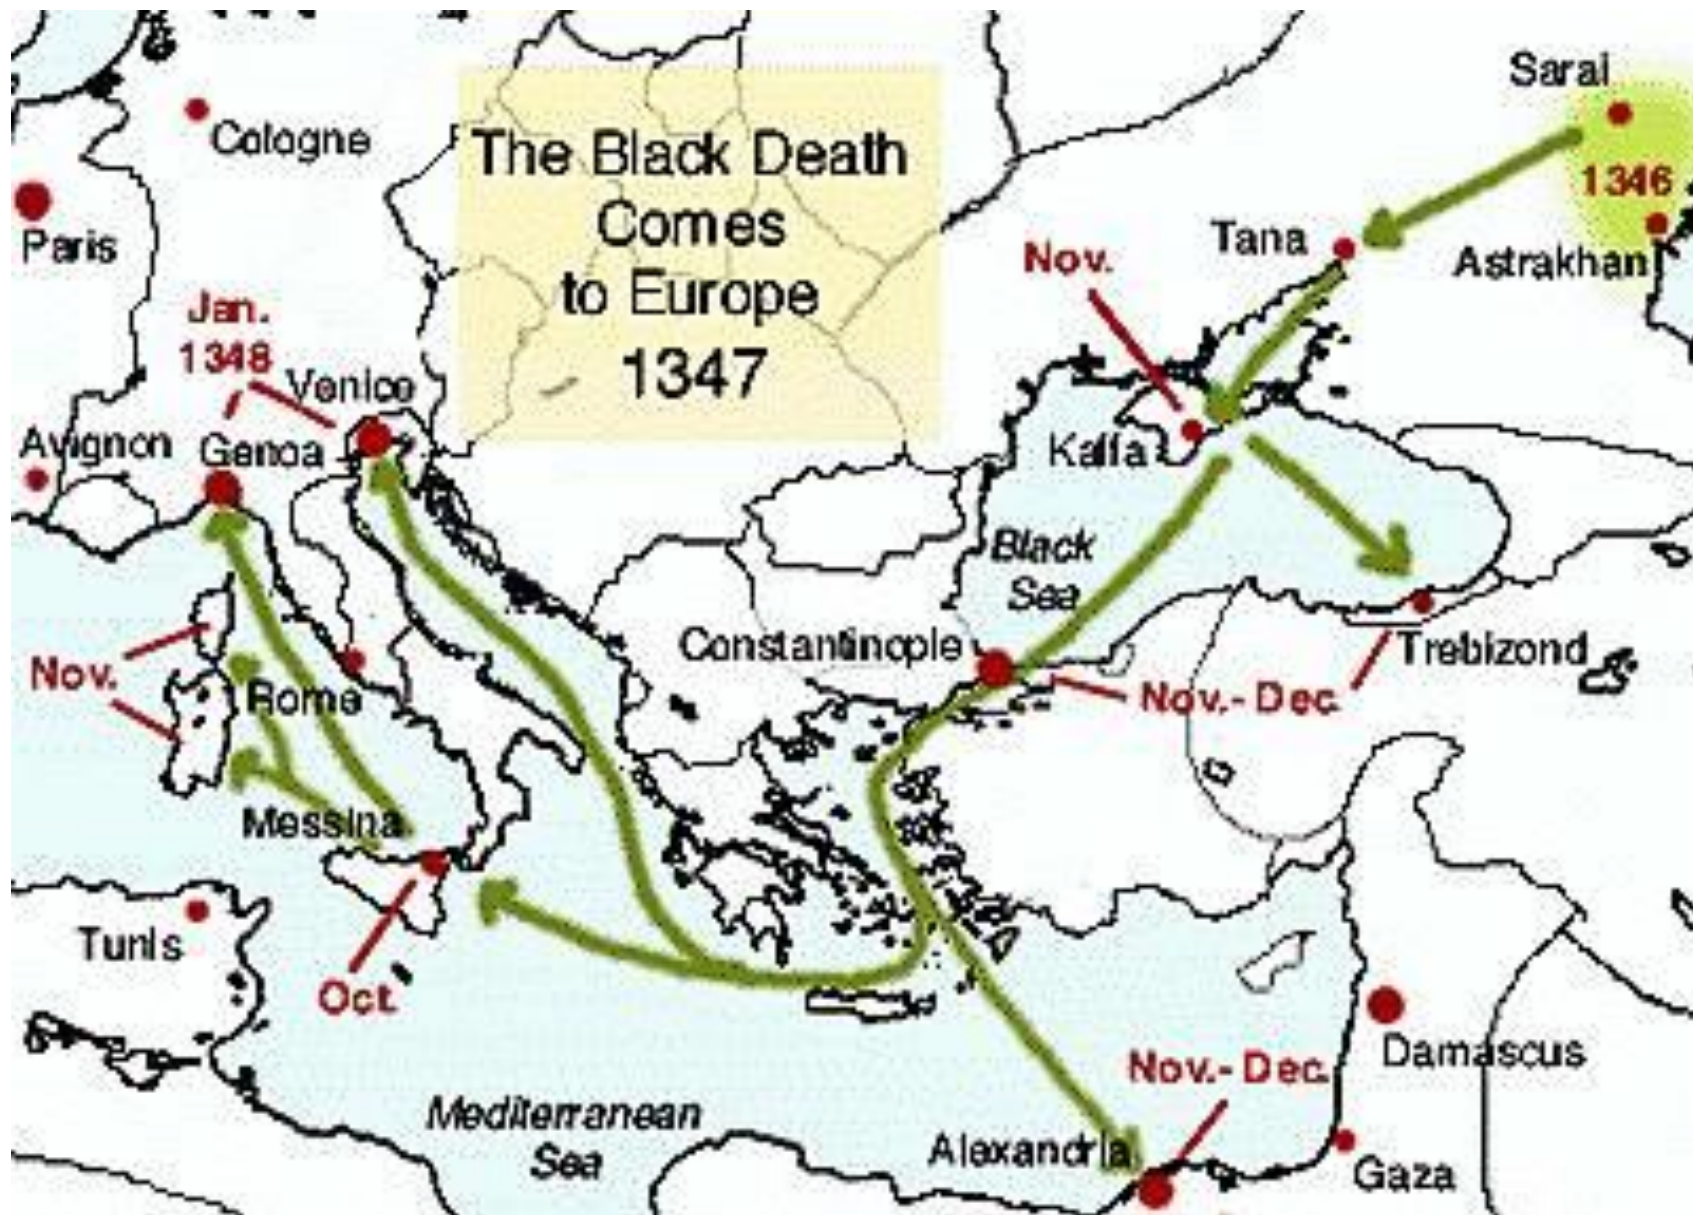 The Black Death
Comes
to Europe
1347
Sarai
1346
Astrakhan
Tana
Nov.
Kaffa
Cologne
Paris
Jan.
1348
Venice
Avignon
Genoa
Black
Sea
Constantinople
Trebizond
Nov.- Dec.
Nov.
Rome
Messina
Tunis
Oct.
Damascus
Nov.- Dec.
Mediterranean
Sea
Alexandria
Gaza